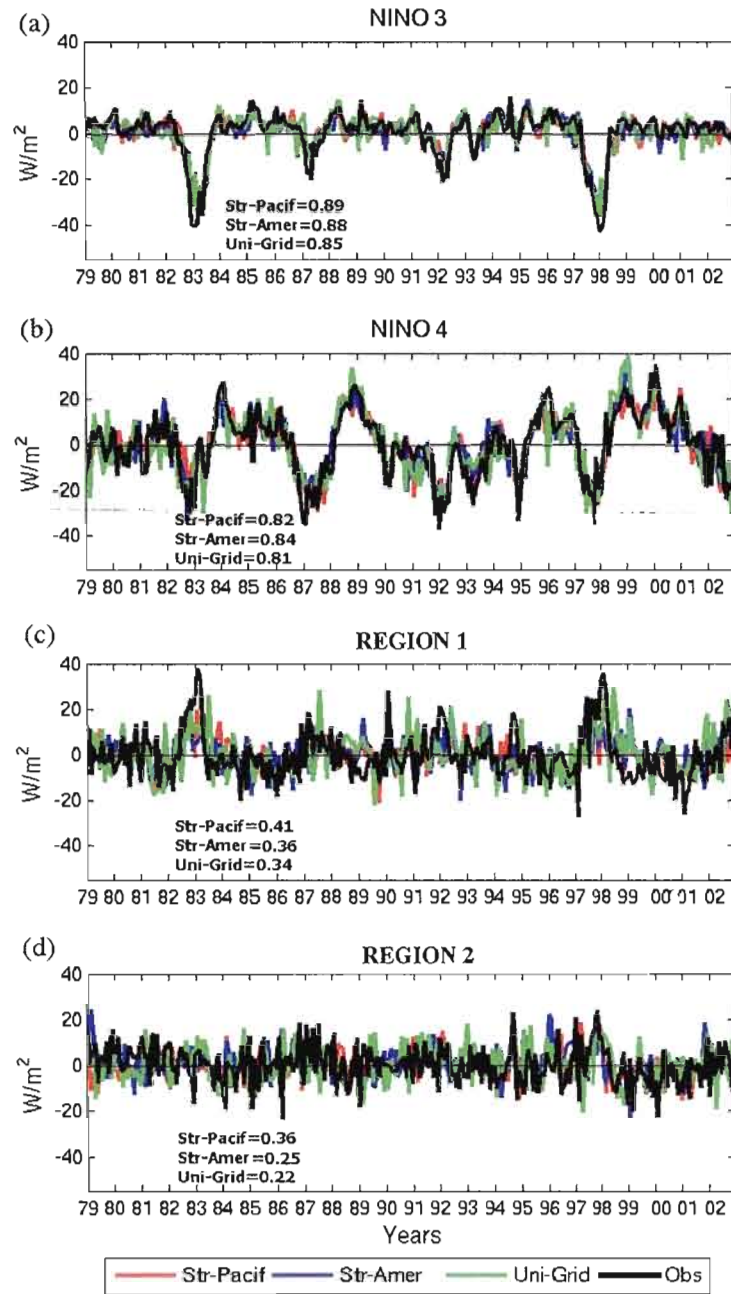 (a) NINO 3
40
20
0
-20
-40
W/m²
Str-Pacif=0.89
Str-Amer=0.88
Uni-Grid=0.85
79 80 81 82 83 84 85 86 87 88 89 90 91 92 93 94 95 96 97 98 99 00 01 02
(b) NINO 4
40
20
0
-20
-40
W/m²
Str-Pacif=0.82
Str-Amer=0.84
Uni-Grid=0.81
79 80 81 82 83 84 85 86 87 88 89 90 91 92 93 94 95 96 97 98 99 00 01 02
(c) REGION 1
40
20
0
-20
-40
W/m²
Str-Pacif=0.41
Str-Amer=0.36
Uni-Grid=0.34
79 80 81 82 83 84 85 86 87 88 89 90 91 92 93 94 95 96 97 98 99 00 01 02
(d) REGION 2
40
20
0
-20
-40
W/m²
Str-Pacif=0.36
Str-Amer=0.25
Uni-Grid=0.22
79 80 81 82 83 84 85 86 87 88 89 90 91 92 93 94 95 96 97 98 99 00 01 02
Years
Str-Pacif Str-Amer Uni-Grid Obs